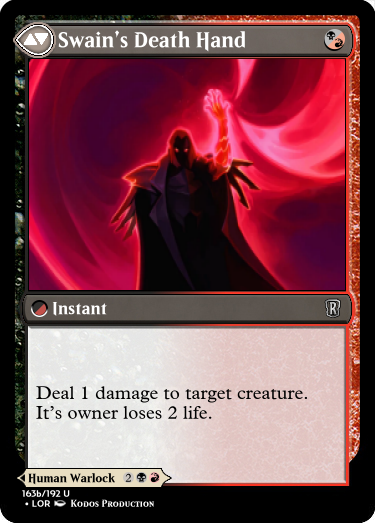 Swain's Death Hand
Instant
R
Deal 1 damage to target creature.
It's owner loses 2 life.
Human Warlock 2
163b/192 U
• LOR Kodos Production